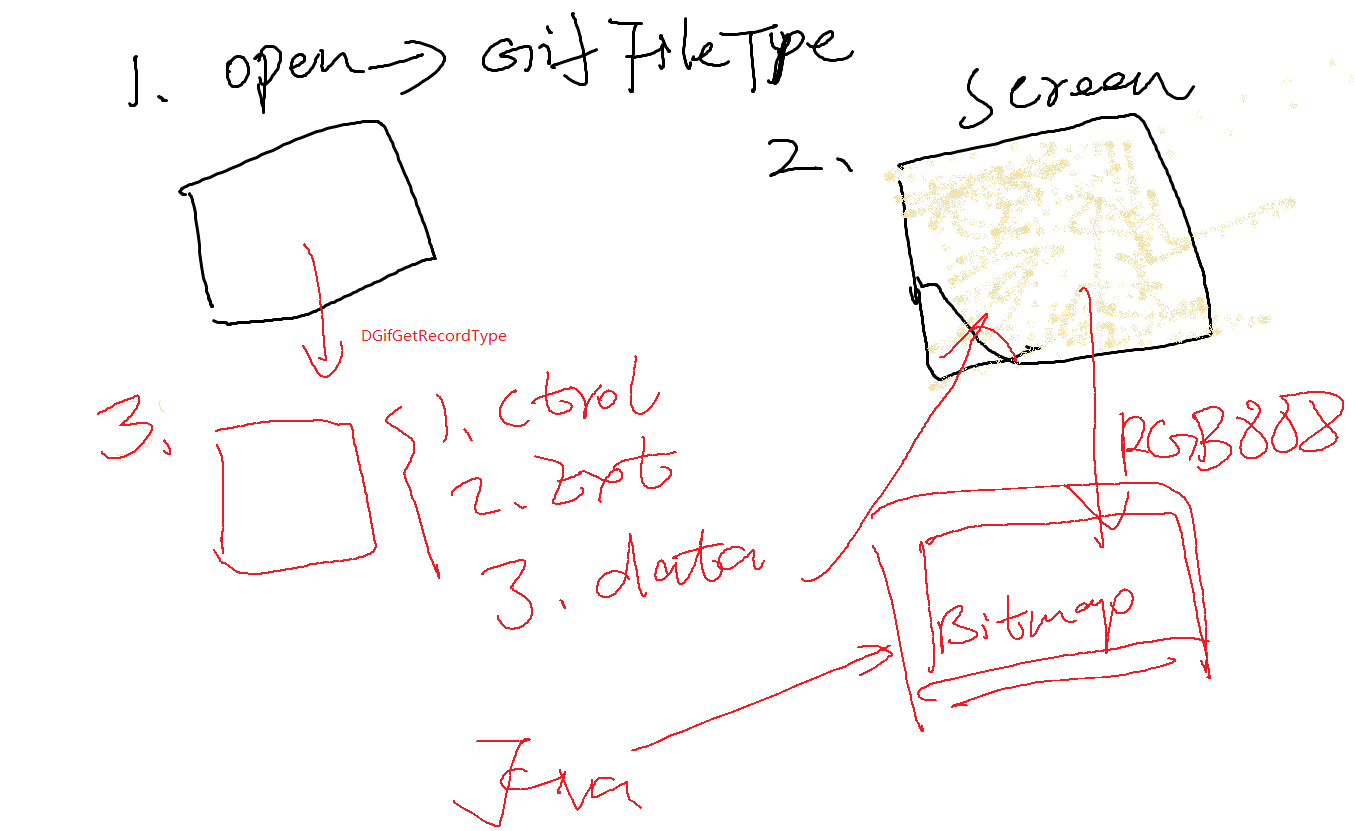 1. open → Gif FileType
Screen
2.
DGifGetRecordType
3.
1. ctrol
2. Ext
3. data
RGB888
Bitmap
Java